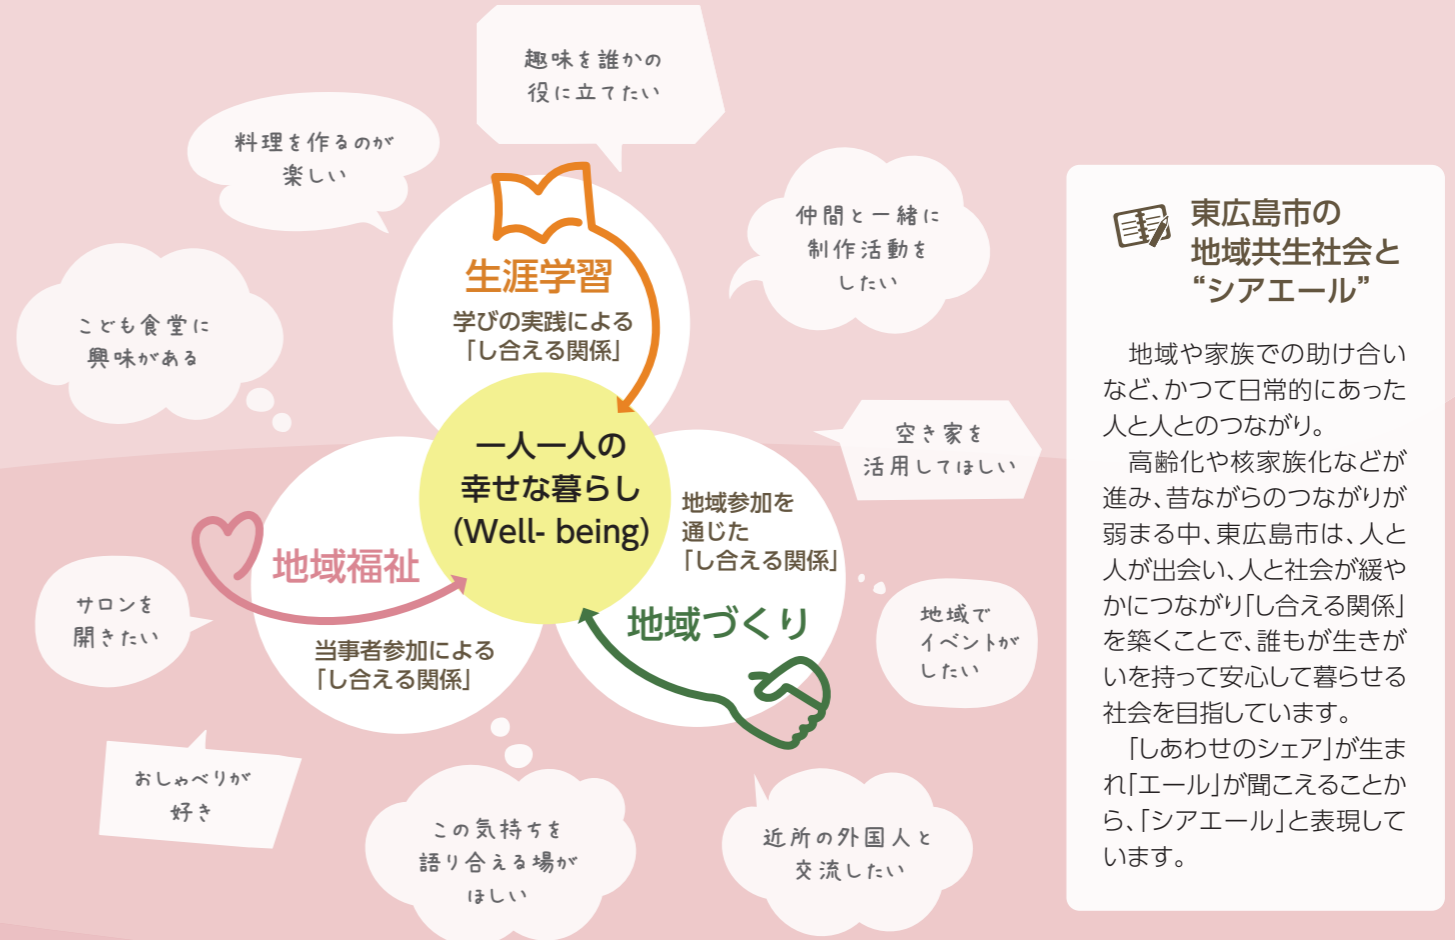 趣味を誰かの
役に立てたい
料理を作るのが
楽しい
仲間と一緒に
制作活動を
したい
こども食堂に
興味がある
生涯学習
学びの実践による
「し合える関係」
一人一人の
幸せな暮らし
(Well- being)
空き家を
活用してほしい
地域参加を
通じた
「し合える関係」
地域づくり
地域福祉
当事者参加による
「し合える関係」
サロンを
開きたい
地域で
イベントが
したい
おしゃべりが
好き
この気持ちを
語り合える場が
ほしい
近所の外国人と
交流したい
東広島市の
地域共生社会と
“シアエール”
地域や家族での助け合い
など、かつて日常的にあった
人と人とのつながり。
高齢化や核家族化などが
進み、昔ながらのつながりが
弱まる中、東広島市は、人と
人が出会い、人と社会が緩や
かにつながり「し合える関係」
を築くことで、誰もが生きが
いを持って安心して暮らせる
社会を目指しています。
「しあわせのシェア」が生ま
れ「エール」が聞こえることか
ら、「シアエール」と表現して
います。